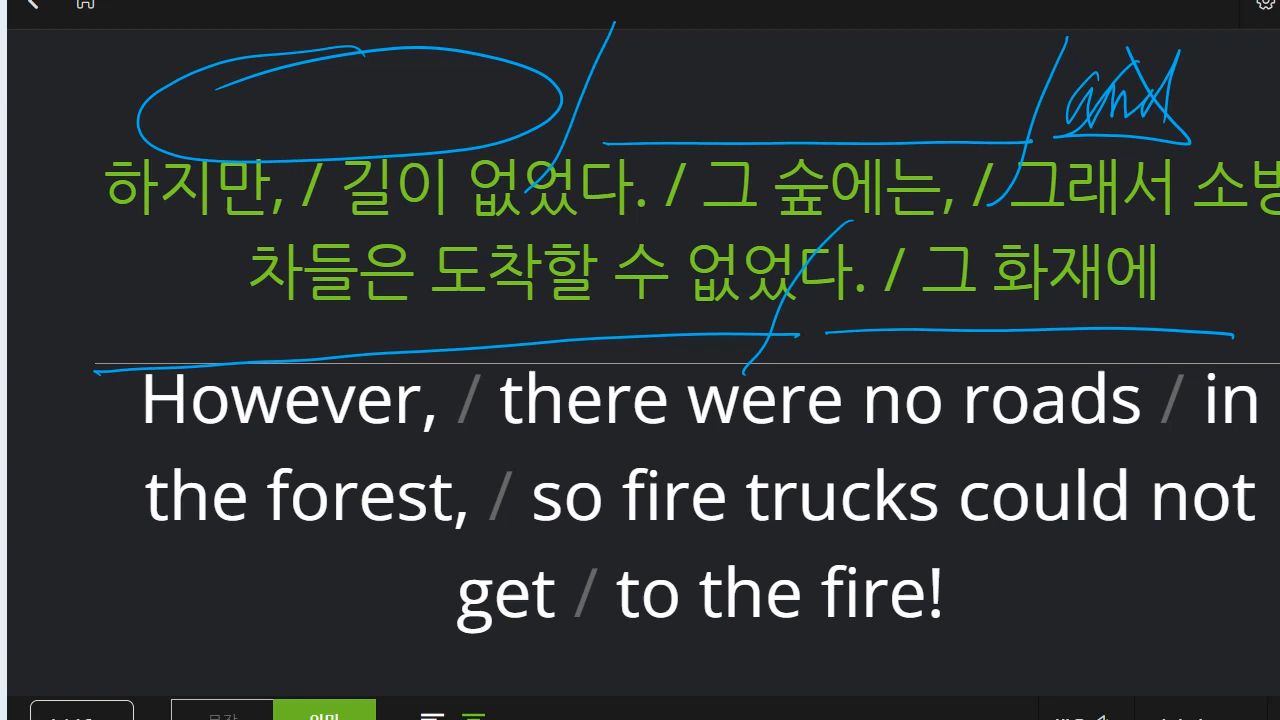 and
하지만, / 길이 없었다. / 그 숲에는, / 그래서 소방
차들은 도착할 수 없었다. / 그 화재에
However, / there were no roads / in
the forest, / so fire trucks could not
get / to the fire!